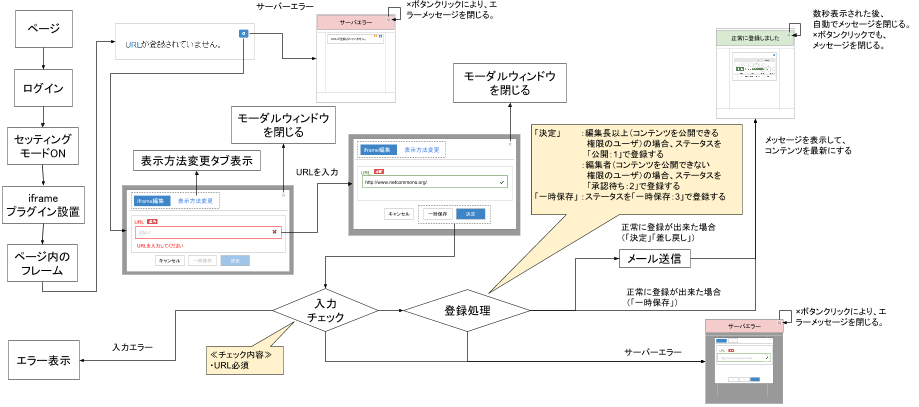 ページ
ログイン
セッティング
モードON
iframe
プラグイン設置
ページ内の
フレーム
URLが登録されていません。
サーバーエラー
サーバエラー
×ボタンクリックにより、エ
ラーメッセージを閉じる。
モーダルウィンドウ
を閉じる
表示方法変更タブ表示
iframe編集
表示方法変更
URL 必須
http://
URLを入力してください
キャンセル
一時保存
決定
URLを入力
モーダルウィンドウ
を閉じる
iframe編集
表示方法変更
URL
http://www.netcommons.org/
キャンセル
一時保存
決定
「決定」 :編集長以上(コンテンツを公開できる
権限のユーザ)の場合、ステータスを
「公開:1」で登録する
:編集者(コンテンツを公開できない
権限のユーザ)の場合、ステータスを
「承認待ち:2」で登録する
「一時保存」:ステータスを「一時保存:3」で登録する
正常に登録しました
数秒表示された後、
自動でメッセージを閉じる。
×ボタンクリックでも、
メッセージを閉じる。
メッセージを表示して、
コンテンツを最新にする
正常に登録が出来た場合
(「決定」「差し戻し」)
メール送信
正常に登録が出来た場合
(「一時保存」)
入力
チェック
登録処理
≪チェック内容≫
・URL必須
入力エラー
エラー表示
サーバーエラー
サーバエラー
×ボタンクリックにより、エ
ラーメッセージを閉じる。